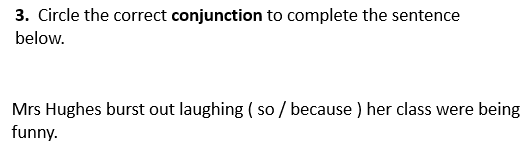 3. Circle the correct conjunction to complete the sentence
below.
Mrs Hughes burst out laughing ( so / because ) her class were being
funny.